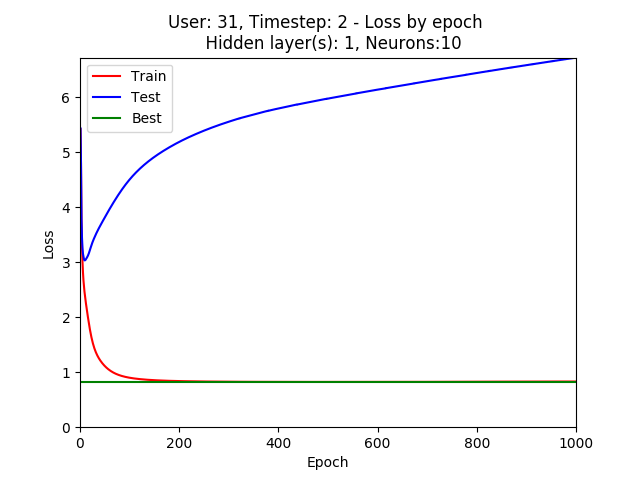 User: 31, Timestep: 2 - Loss by epoch
Hidden layer(s): 1, Neurons:10
Train
Test
Best
6
5
4
3
2
1
0
Loss
0 200 400 600 800 1000
Epoch